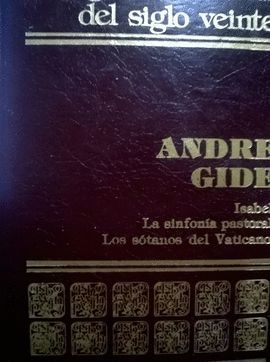 del siglo veinte
ANDRE
GIDE
Isabel
La sinfonía pastoral
Los sótanos del Vaticano